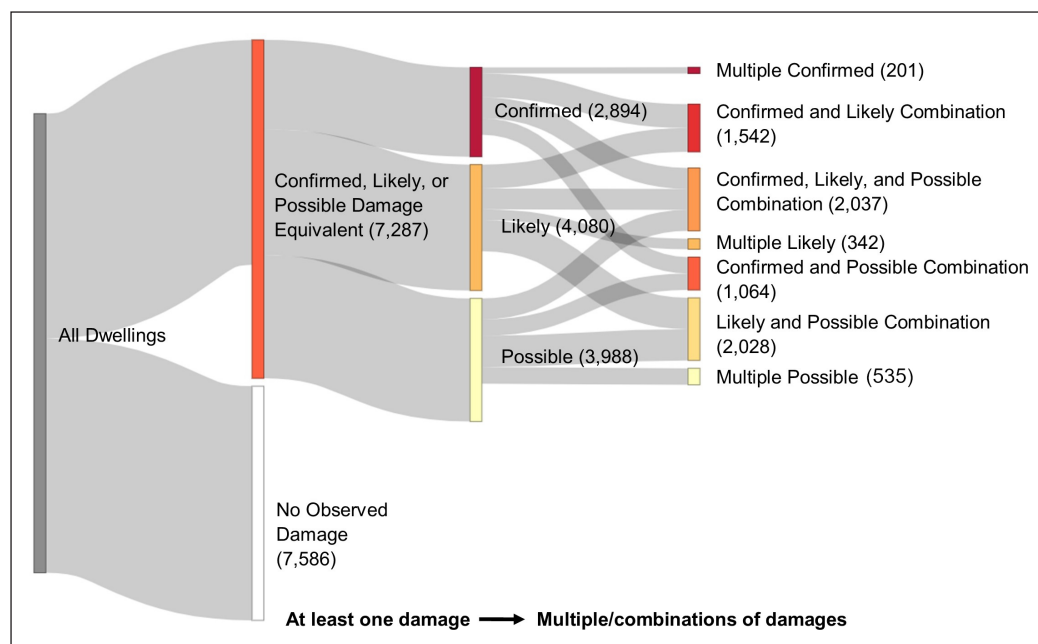 All Dwellings
Confirmed, Likely, or
Possible Damage
Equivalent (7,287)
No Observed
Damage
(7,586)
Confirmed (2,894)
Likely (4,080)
Possible (3,988)
Multiple Confirmed (201)
Confirmed and Likely Combination
(1,542)
Confirmed, Likely, and Possible
Combination (2,037)
Multiple Likely (342)
Confirmed and Possible Combination
(1,064)
Likely and Possible Combination
(2,028)
Multiple Possible (535)
At least one damage → Multiple/combinations of damages